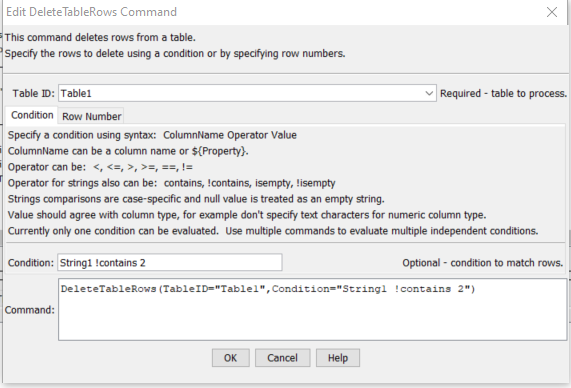 Edit DeleteTableRows Command
This command deletes rows from a table.
Specify the rows to delete using a condition or by specifying row numbers.
Table ID: Table1 Required - table to process.
Condition Row Number
Specify a condition using syntax:  ColumnName Operator Value
ColumnName can be a column name or ${Property}.
Operator can be:  <, <=, >, >=, ==, !=
Operator for strings also can be:  contains, !contains, isempty, !isempty
Strings comparisons are case-specific and null value is treated as an empty string.
Value should agree with column type, for example don't specify text characters for numeric column type.
Currently only one condition can be evaluated.  Use multiple commands to evaluate multiple independent conditions.
Condition: String1 !contains 2 Optional - condition to match rows.
DeleteTableRows(TableID="Table1",Condition="String1 !contains 2")
Command:
OK Cancel Help